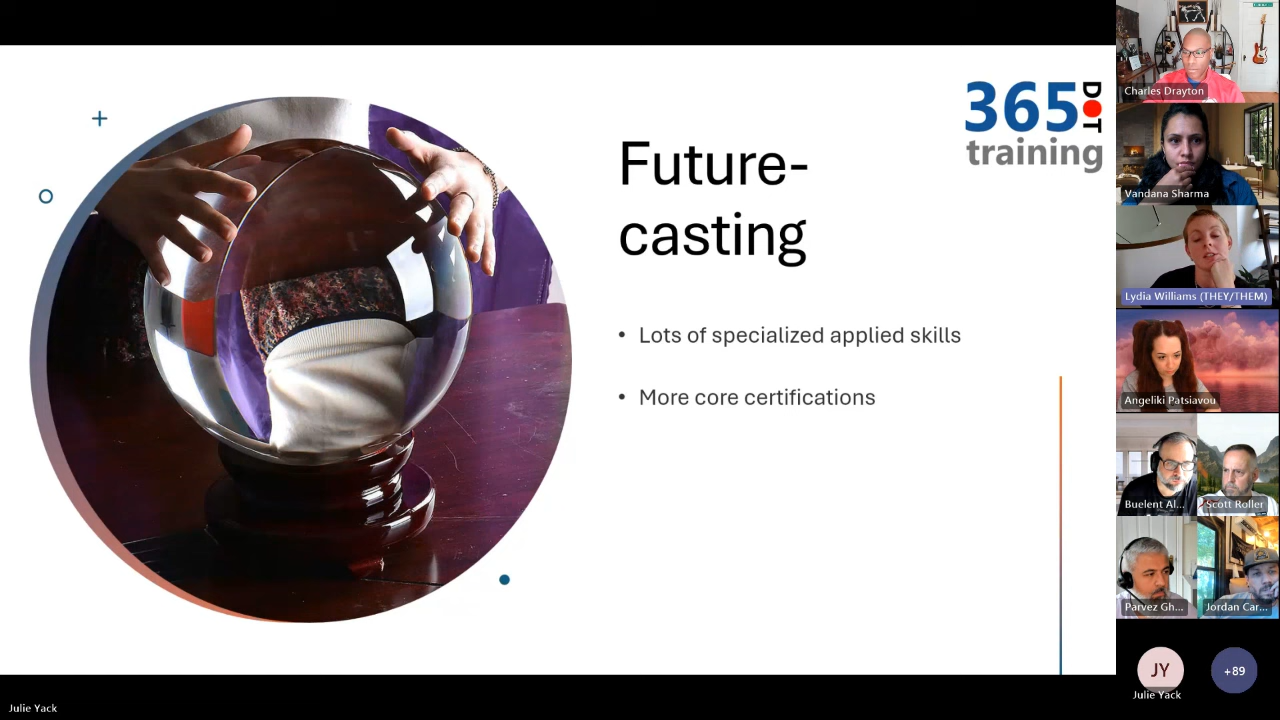 Future-
casting
365
DOT
training
• Lots of specialized applied skills
• More core certifications
Charles Drayton
Vandana Sharma
Lydia Williams (THEY/THEM)
Angeliki Patsiavou
Buelent Al...
Scott Roller
Parvez Gh...
Jordan Car...
JY
Julie Yack
+89
Julie Yack